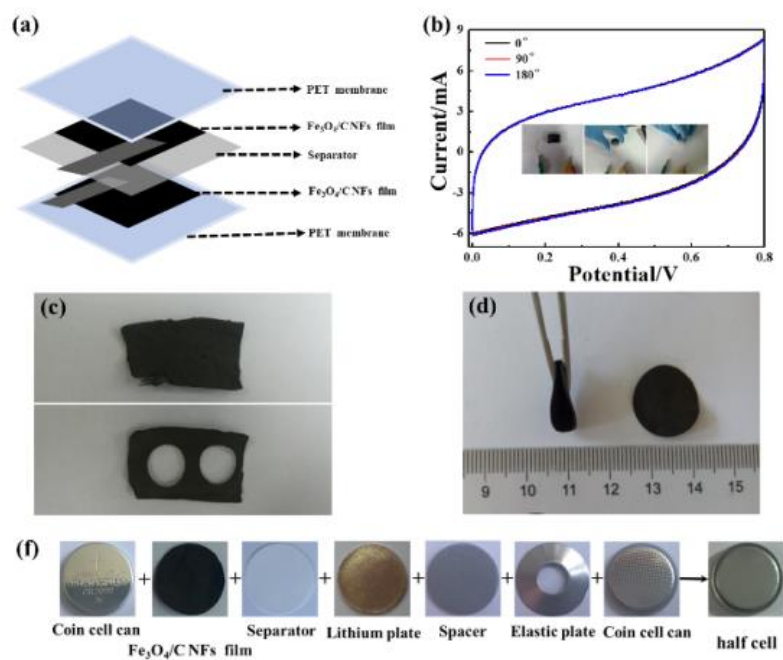 (a)
PET membrane
Fe₃O₄/CNFs film
Separator
Fe₃O₄/CNFs film
PET membrane
(b)
9
6
3
0
-3
-6
Current/mA
0°
90°
180°
0.0 0.2 0.4 0.6 0.8
Potential/V
(c)
(d)
9 10 11 12 13 14 15
(f)
Coin cell can + Fe₃O₄/CNFs film + Separator + Lithium plate + Spacer + Elastic plate + Coin cell can → half cell